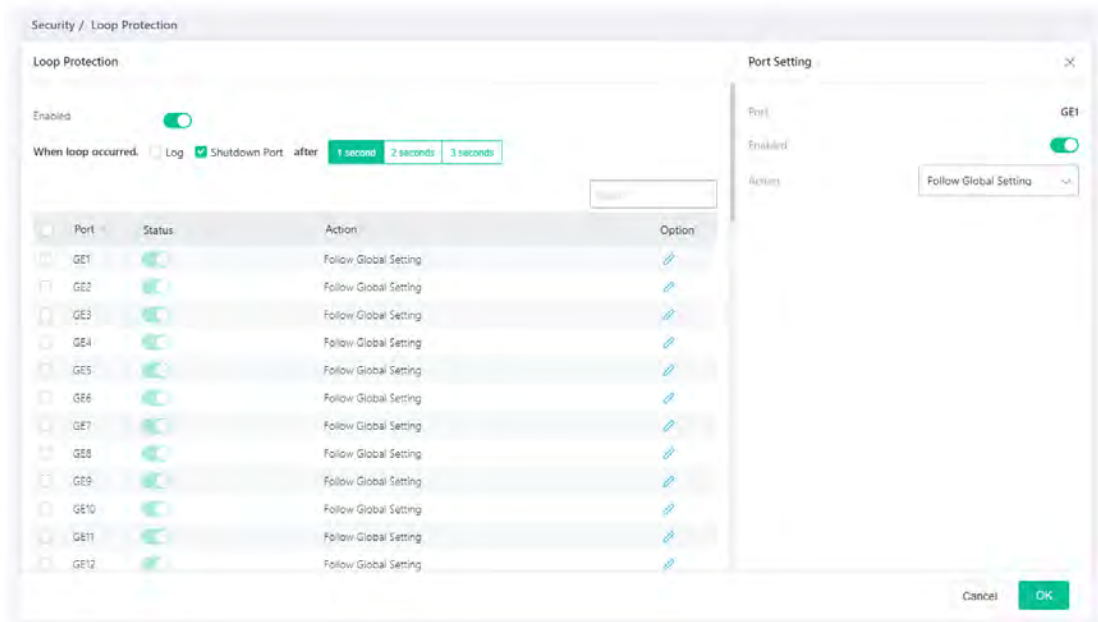 Security / Loop Protection
Loop Protection
Enabled
When loop occurred. Log Shutdown Port after 1 second 2 seconds 3 seconds
Port Status Action Option
GE1 Follow Global Setting
GE2 Follow Global Setting
GE3 Follow Global Setting
GE4 Follow Global Setting
GE5 Follow Global Setting
GE6 Follow Global Setting
GE7 Follow Global Setting
GE8 Follow Global Setting
GE9 Follow Global Setting
GE10 Follow Global Setting
GE11 Follow Global Setting
GE12 Follow Global Setting
Port Setting
Port GE1
Enabled
Action Follow Global Setting
Cancel OK